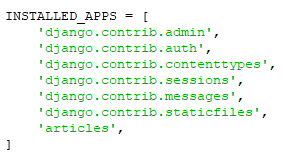 INSTALLED_APPS = [
    'django.contrib.admin',
    'django.contrib.auth',
    'django.contrib.contenttypes',
    'django.contrib.sessions',
    'django.contrib.messages',
    'django.contrib.staticfiles',
    'articles',
]